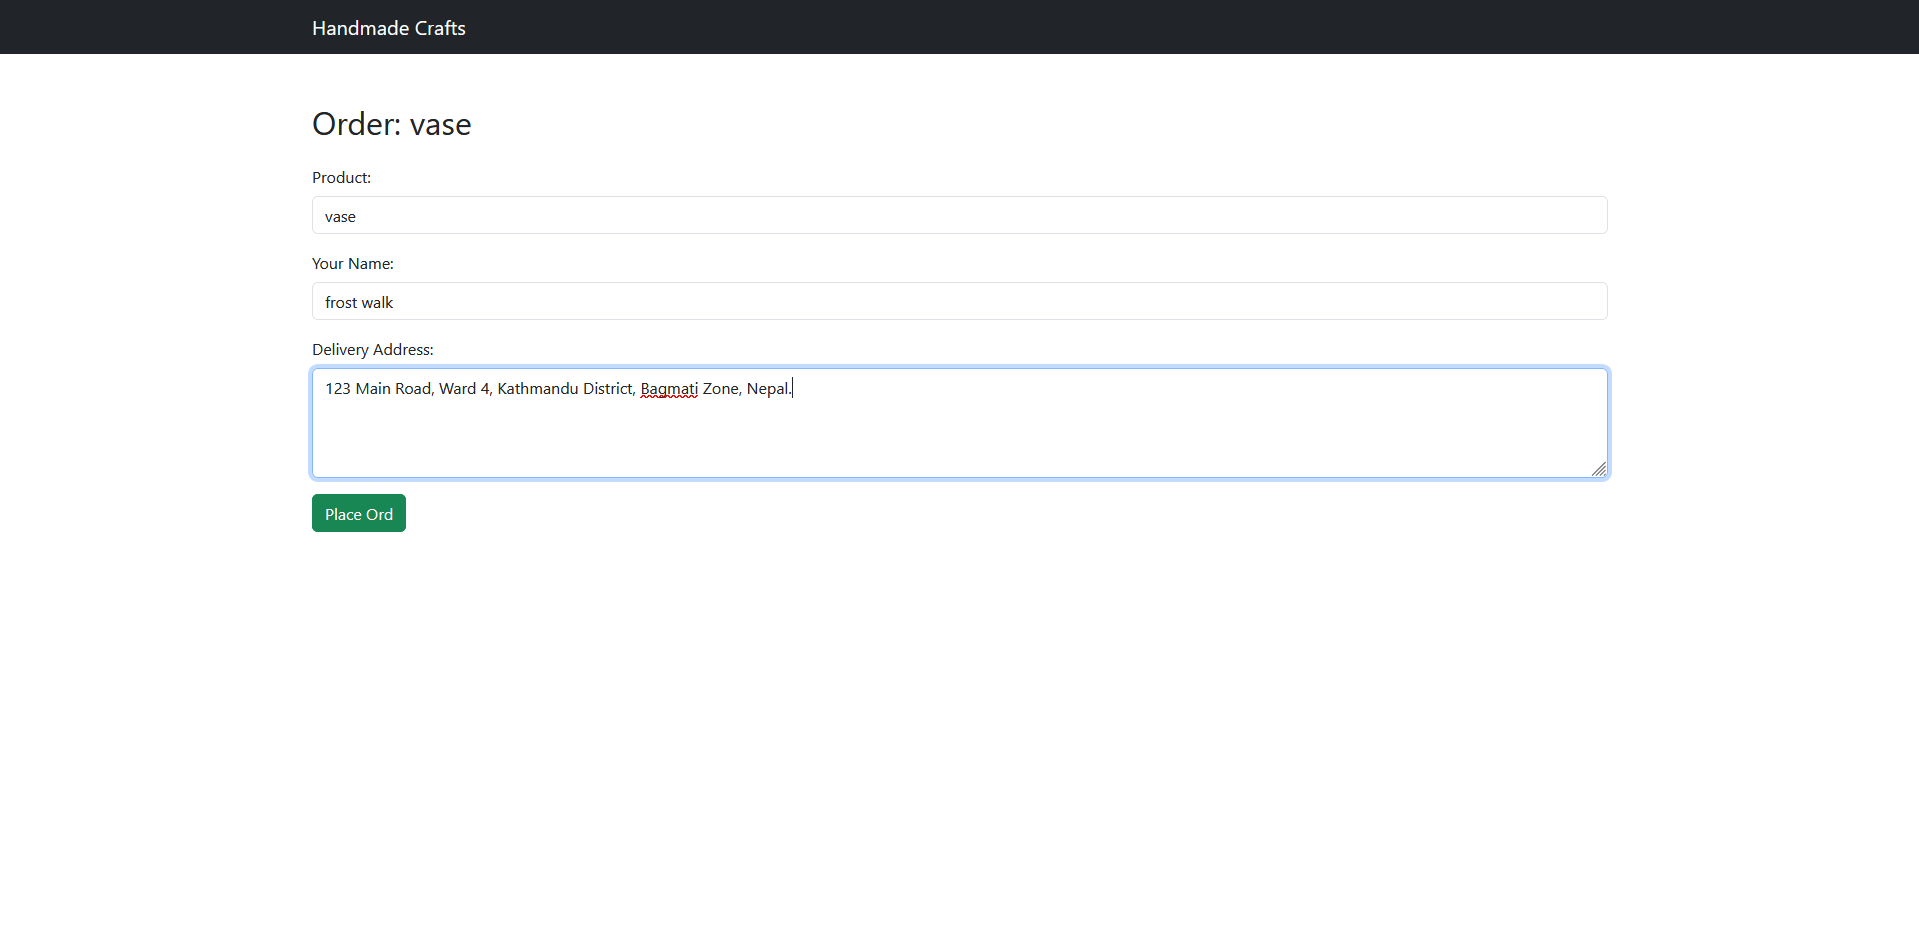 Handmade Crafts
Order: vase
Product:
vase
Your Name:
frost walk
Delivery Address:
123 Main Road, Ward 4, Kathmandu District, Bagmati Zone, Nepal.
Place Ord